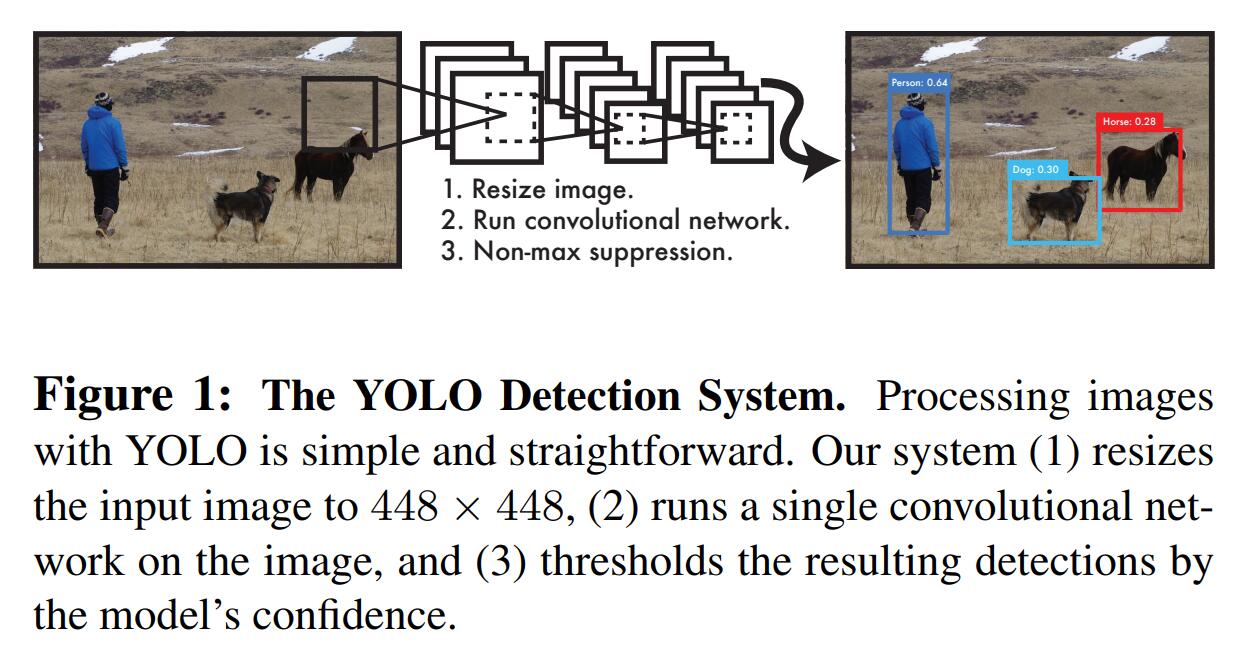 Person: 0.64
Horse: 0.28
Dog: 0.30
1. Resize image.
2. Run convolutional network.
3. Non-max suppression.
Figure 1: The YOLO Detection System. Processing images
with YOLO is simple and straightforward. Our system (1) resizes
the input image to 448 × 448, (2) runs a single convolutional net-
work on the image, and (3) thresholds the resulting detections by
the model's confidence.